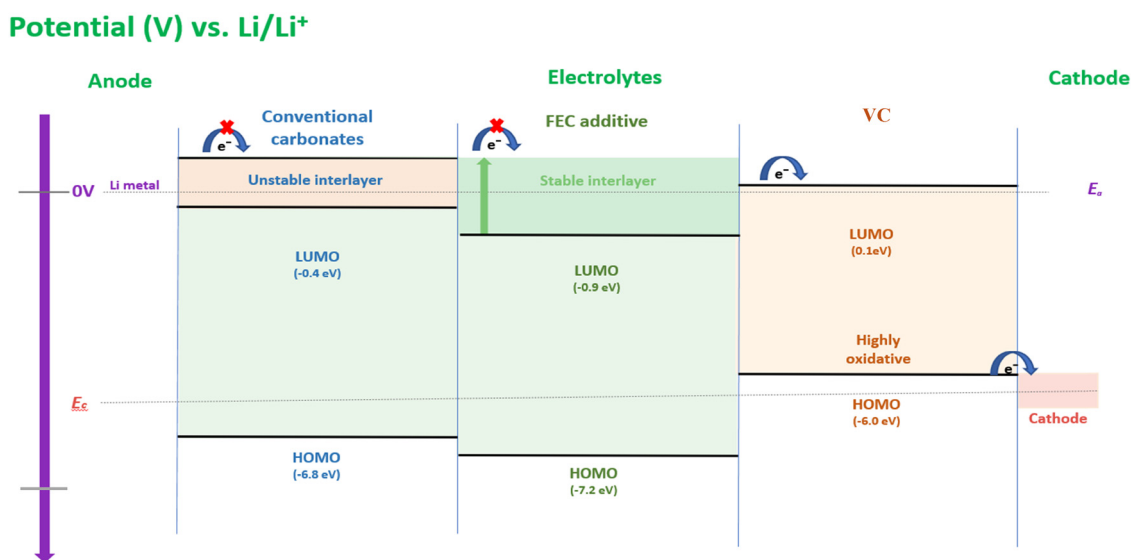 Potential (V) vs. Li/Li⁺
Anode
Electrolytes
Cathode
Conventional
carbonates
FEC additive
VC
e⁻
e⁻
e⁻
0V
Li metal
Unstable interlayer
Stable interlayer
Eₐ
LUMO
(-0.4 eV)
LUMO
(-0.9 eV)
LUMO
(0.1eV)
Highly
oxidative
e⁻
E꜀
HOMO
(-6.8 eV)
HOMO
(-7.2 eV)
HOMO
(-6.0 eV)
Cathode